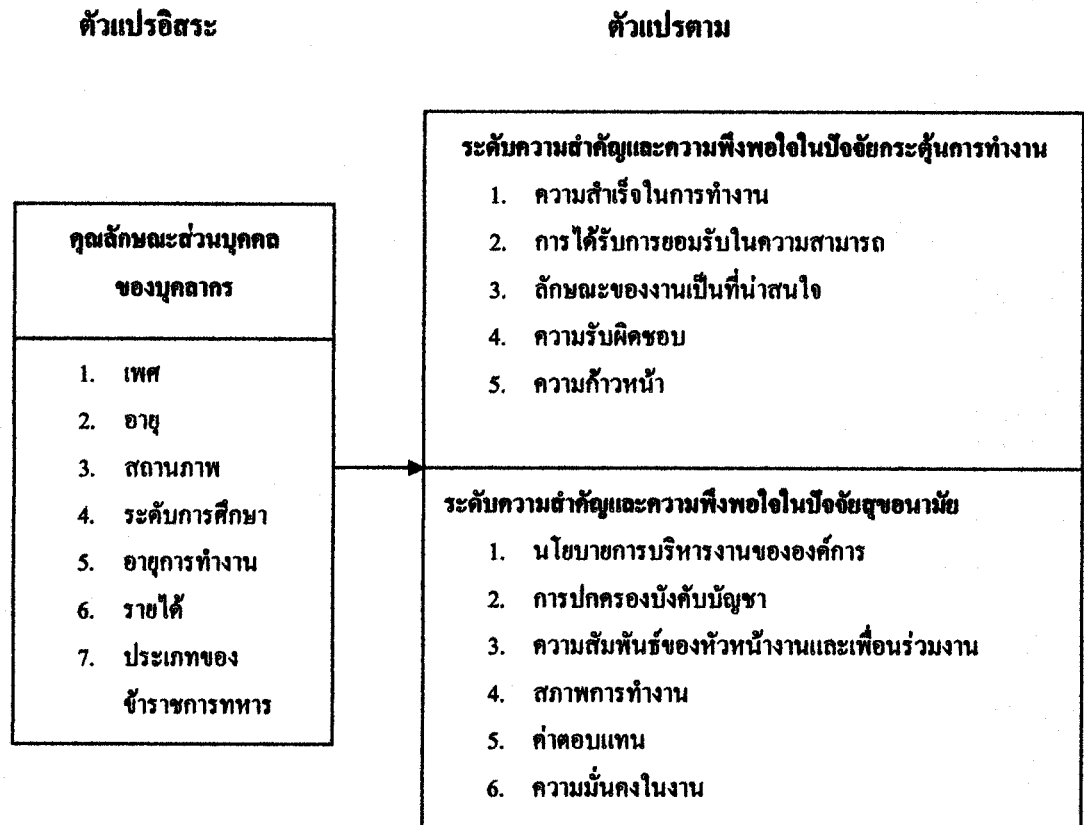 ตัวแปรอิสระ
ตัวแปรตาม
คุณลักษณะส่วนบุคคล
ของบุคลากร
1. เพศ
2. อายุ
3. สถานภาพ
4. ระดับการศึกษา
5. อายุการทำงาน
6. รายได้
7. ประเภทของ
ข้าราชการทหาร
ระดับความสำคัญและความพึงพอใจในปัจจัยกระตุ้นการทำงาน
1. ความสำเร็จในการทำงาน
2. การได้รับการยอมรับในความสามารถ
3. ลักษณะของงานเป็นที่น่าสนใจ
4. ความรับผิดชอบ
5. ความก้าวหน้า
ระดับความสำคัญและความพึงพอใจในปัจจัยสุขอนามัย
1. นโยบายการบริหารงานขององค์การ
2. การปกครองบังคับบัญชา
3. ความสัมพันธ์ของหัวหน้างานและเพื่อนร่วมงาน
4. สภาพการทำงาน
5. ค่าตอบแทน
6. ความมั่นคงในงาน